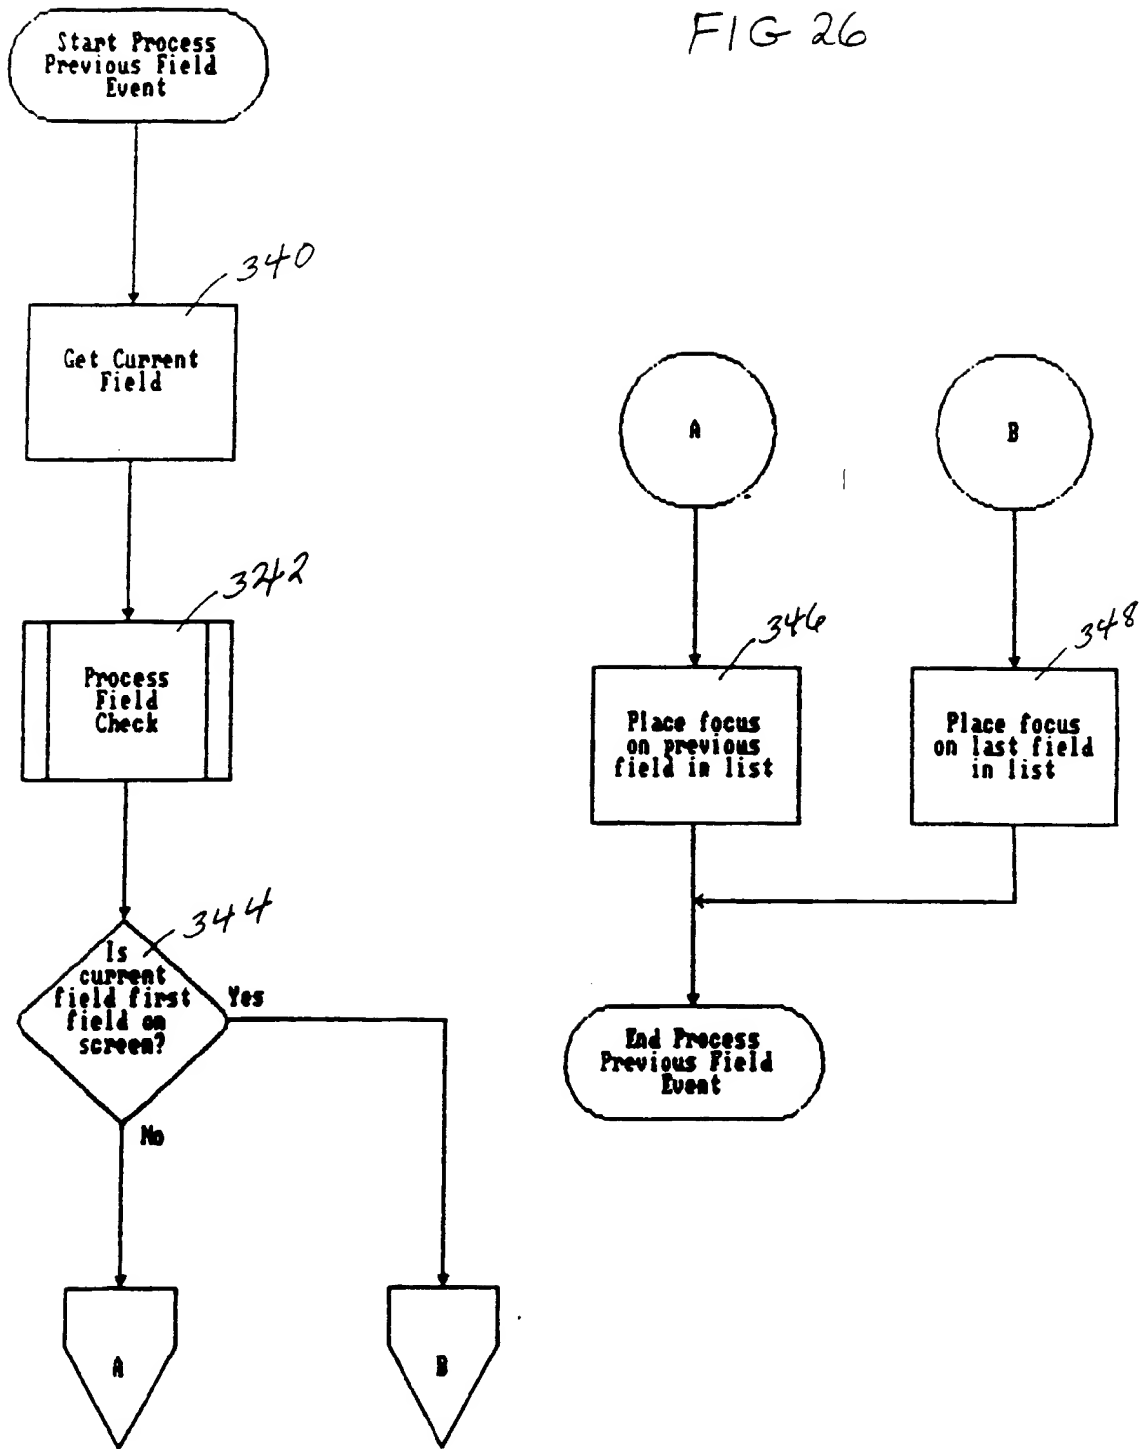 FIG 26
Start Process
Previous Field
Event
340
Get Current
Field
3242
Process
Field
Check
344
Is
current
field first
field on
screen?
Yes
No
A
B
A
B
346
Place focus
on previous
field in list
348
Place focus
on last field
in list
End Process
Previous Field
Event